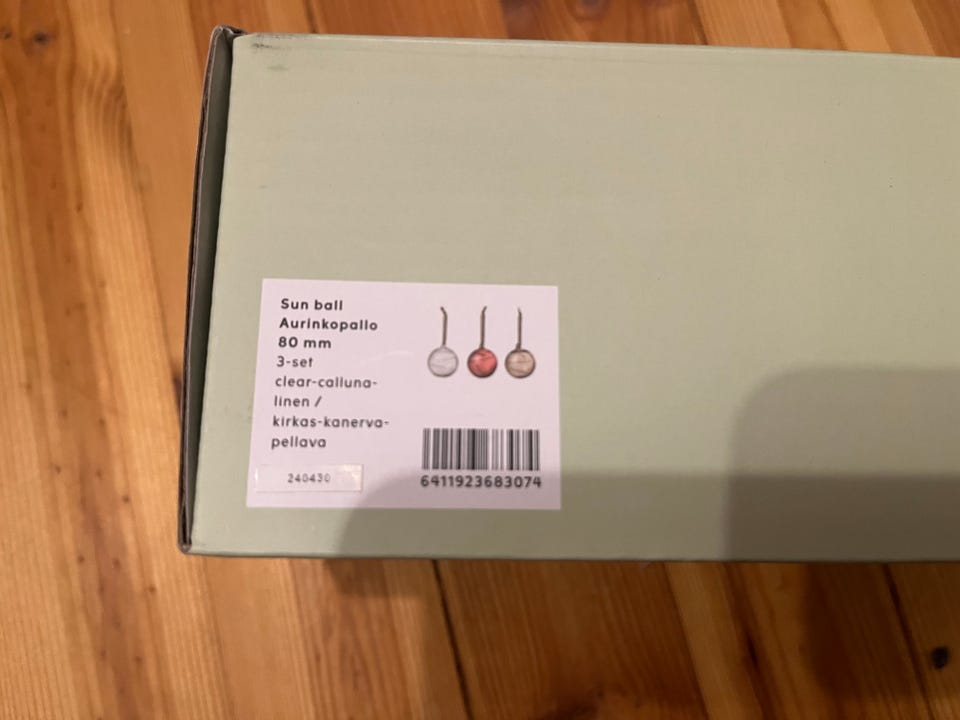 Sun ball
Aurinkopallo
80 mm
3-set
clear-calluna-
linen /
kirkas-kanerva-
pellava
240430
6411923683074